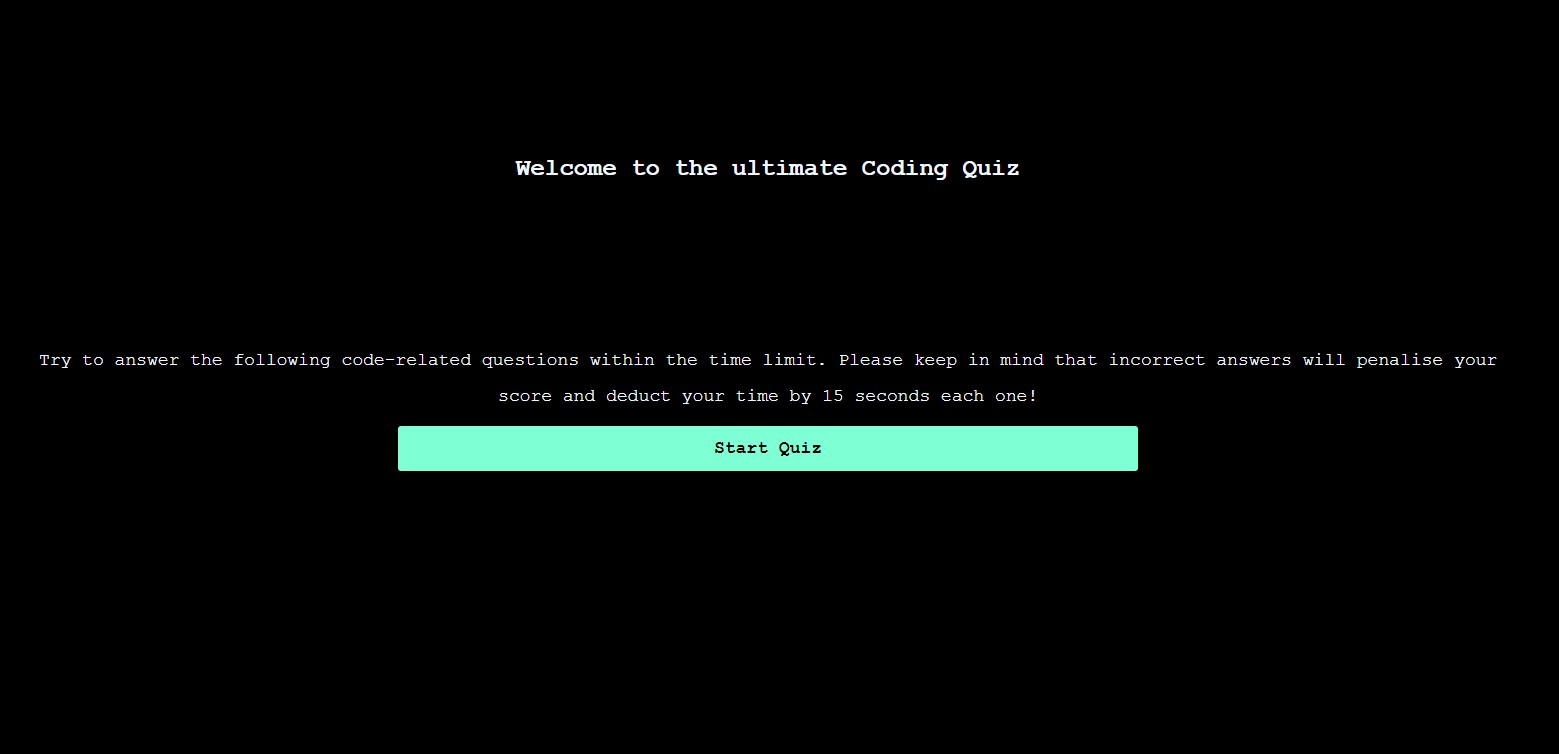 Welcome to the ultimate Coding Quiz
Try to answer the following code-related questions within the time limit. Please keep in mind that incorrect answers will penalise your
score and deduct your time by 15 seconds each one!
Start Quiz